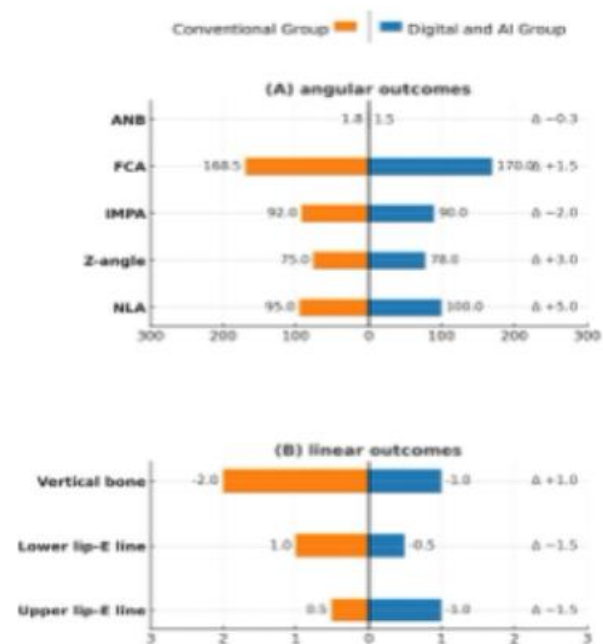 Conventional Group Digital and AI Group
(A) angular outcomes
ANB 1.8 1.5 Δ −0.3
FCA 168.5 170.0 Δ +1.5
IMPA 92.0 90.0 Δ −2.0
Z-angle 75.0 78.0 Δ +3.0
NLA 95.0 100.0 Δ +5.0
300 200 100 0 100 200 300
(B) linear outcomes
Vertical bone -2.0 -1.0 Δ +1.0
Lower lip-E line 1.0 -0.5 Δ −1.5
Upper lip-E line 0.5 -1.0 Δ −1.5
3 2 1 0 1 2 3